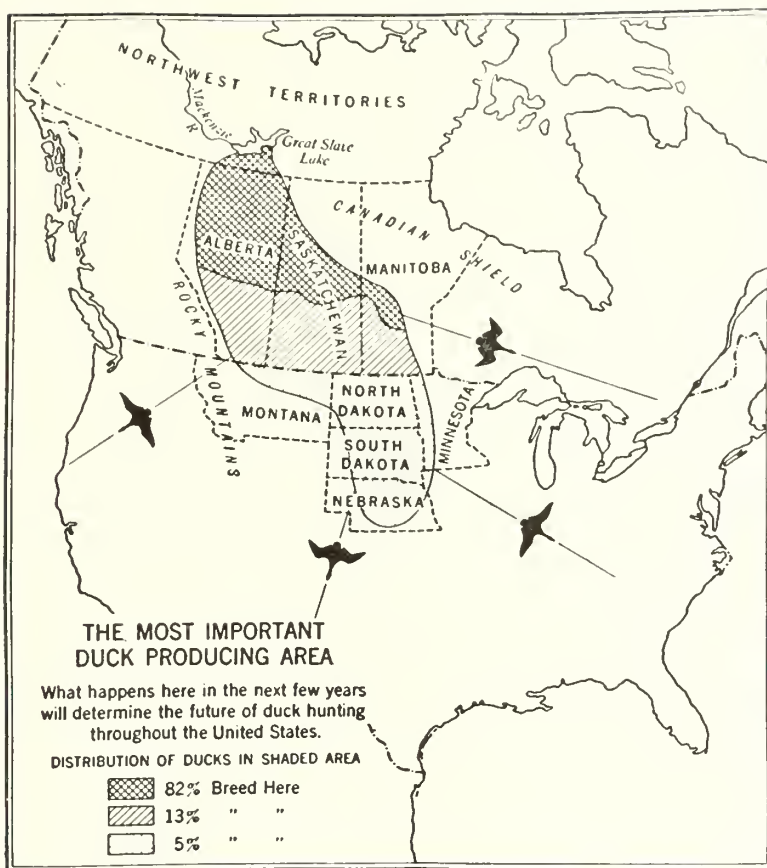 NORTHWEST TERRITORIES
Mackenzie
R.
Great Slave
Lake
CANADIAN SHIELD
ALBERTA
SASKATCHEWAN
MANITOBA
ROCKY MOUNTAINS
MONTANA
NORTH
DAKOTA
SOUTH
DAKOTA
MINNESOTA
NEBRASKA
THE MOST IMPORTANT
DUCK PRODUCING AREA
What happens here in the next few years
will determine the future of duck hunting
throughout the United States.
DISTRIBUTION OF DUCKS IN SHADED AREA
82% Breed Here
13% " "
5% " "